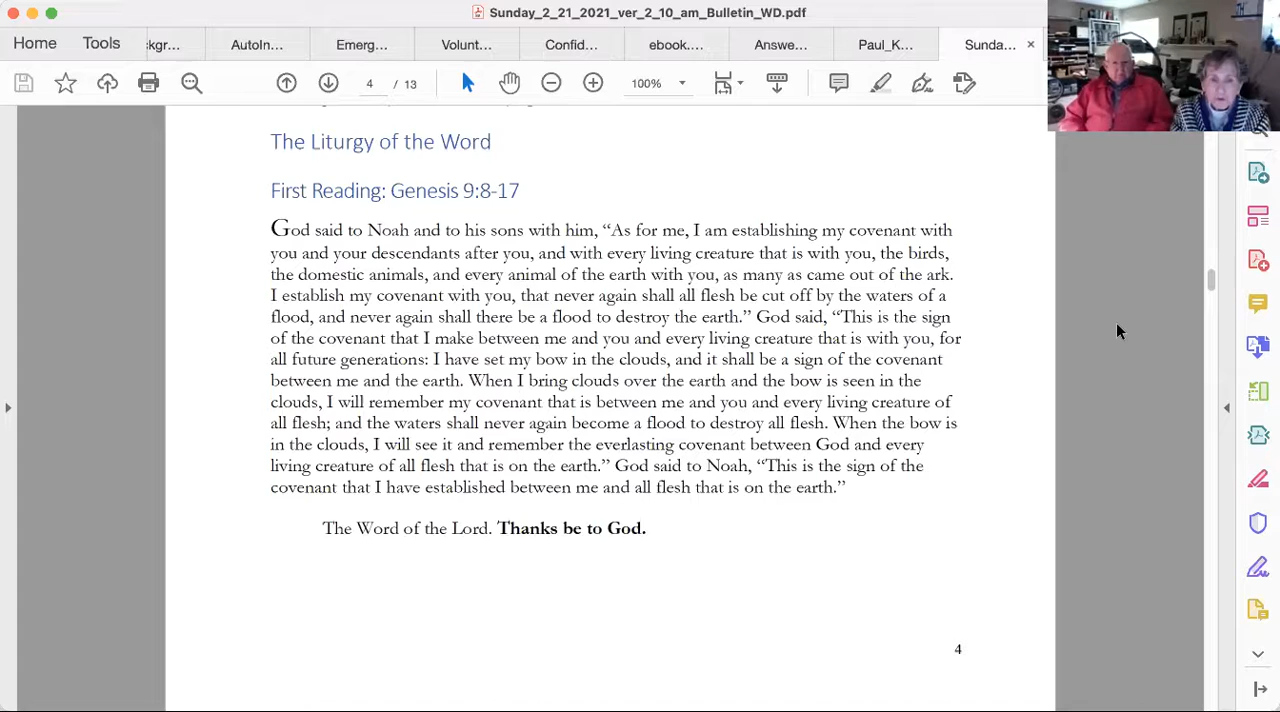 Sunday_2_21_2021_ver_2_10_am_Bulletin_WD.pdf
Home Tools kgr... AutoIn... Emerg... Volunt... Confid... ebook.... Answe... Paul_K... Sunda... ×
4 / 13 100%
The Liturgy of the Word
First Reading: Genesis 9:8-17
God said to Noah and to his sons with him, “As for me, I am establishing my covenant with
you and your descendants after you, and with every living creature that is with you, the birds,
the domestic animals, and every animal of the earth with you, as many as came out of the ark.
I establish my covenant with you, that never again shall all flesh be cut off by the waters of a
flood, and never again shall there be a flood to destroy the earth.” God said, “This is the sign
of the covenant that I make between me and you and every living creature that is with you, for
all future generations: I have set my bow in the clouds, and it shall be a sign of the covenant
between me and the earth. When I bring clouds over the earth and the bow is seen in the
clouds, I will remember my covenant that is between me and you and every living creature of
all flesh; and the waters shall never again become a flood to destroy all flesh. When the bow is
in the clouds, I will see it and remember the everlasting covenant between God and every
living creature of all flesh that is on the earth.” God said to Noah, “This is the sign of the
covenant that I have established between me and all flesh that is on the earth.”
The Word of the Lord. Thanks be to God.
4